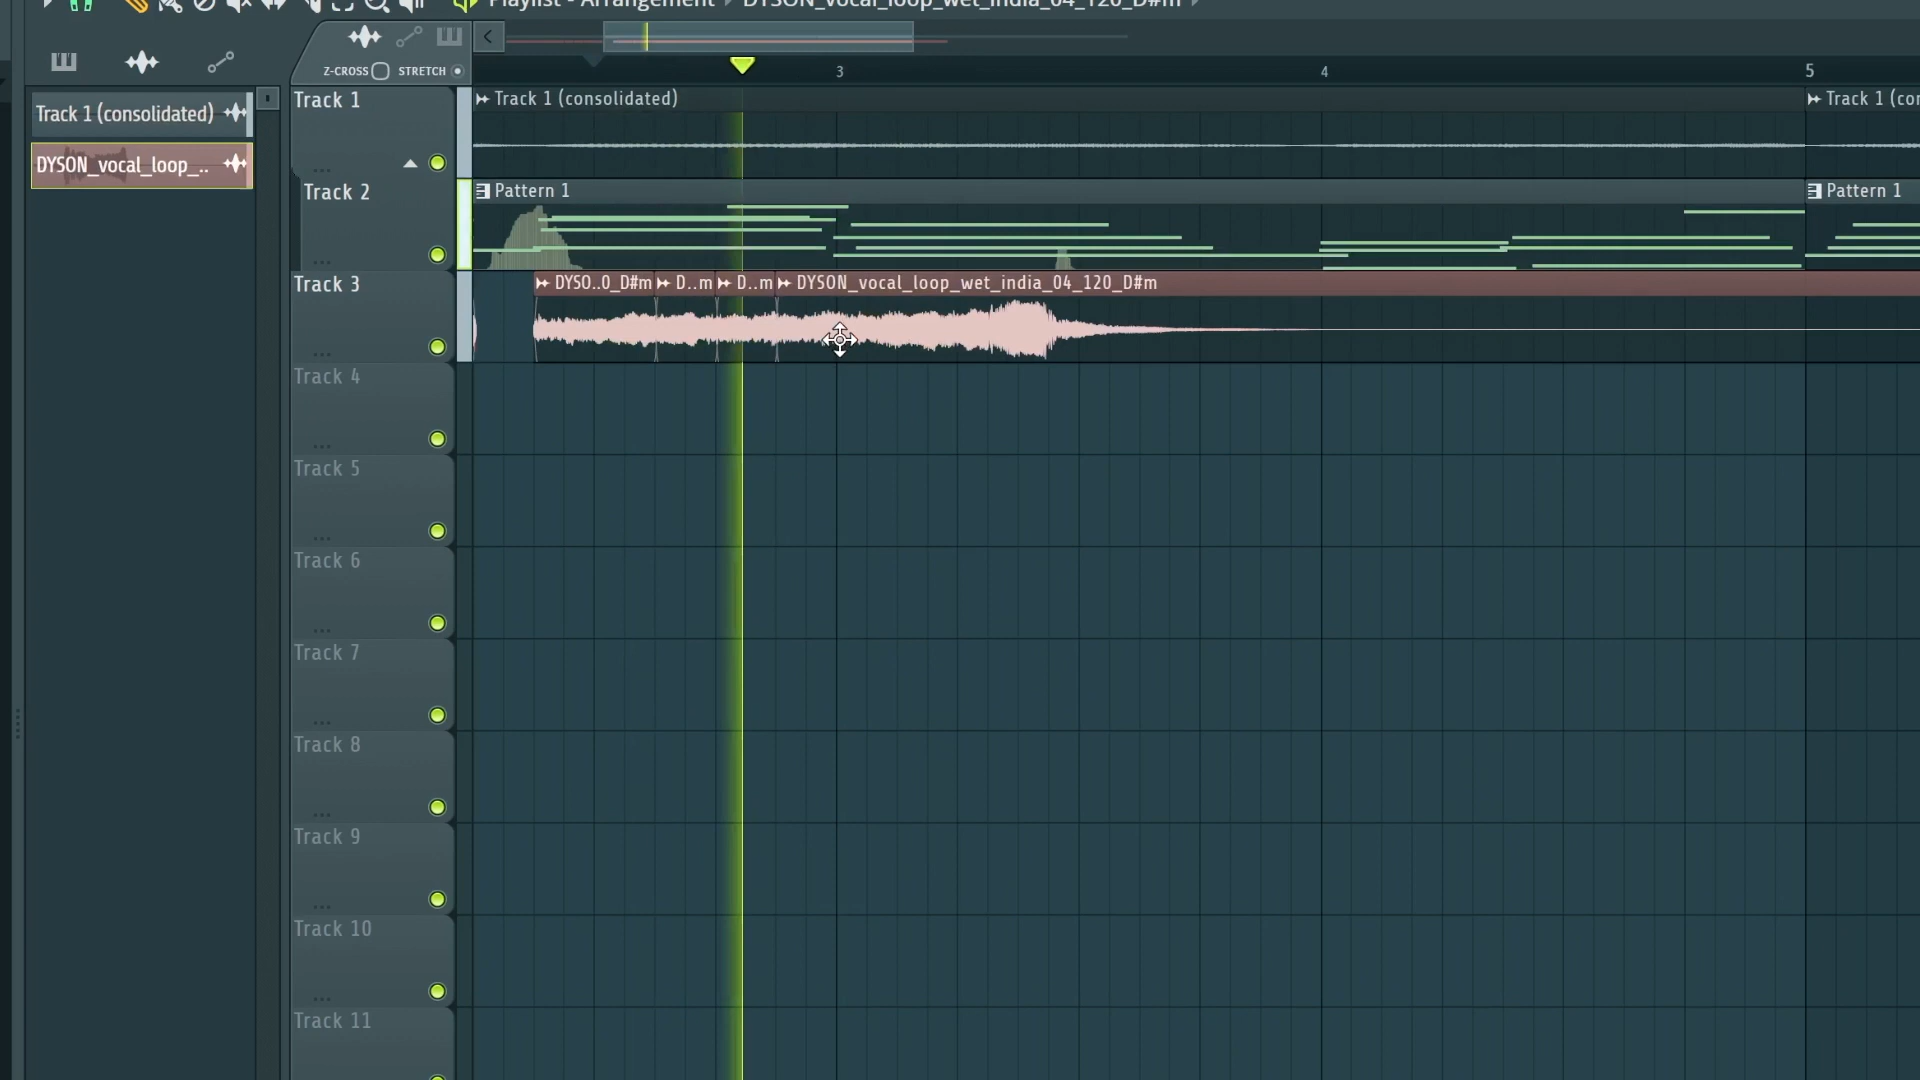 Playlist - Arrangement › DYSON_vocal_loop_wet_india_04_120_D#m ›
Z-CROSS STRETCH
3 4 5
Track 1 (consolidated)
DYSON_vocal_loop_..
Track 1
Track 1 (consolidated)
Track 1 (cor
...
Track 2
Pattern 1
Pattern 1
...
Track 3
DYSO..0_D#m D..m D..m DYSON_vocal_loop_wet_india_04_120_D#m
...
Track 4
...
Track 5
...
Track 6
...
Track 7
...
Track 8
...
Track 9
...
Track 10
...
Track 11